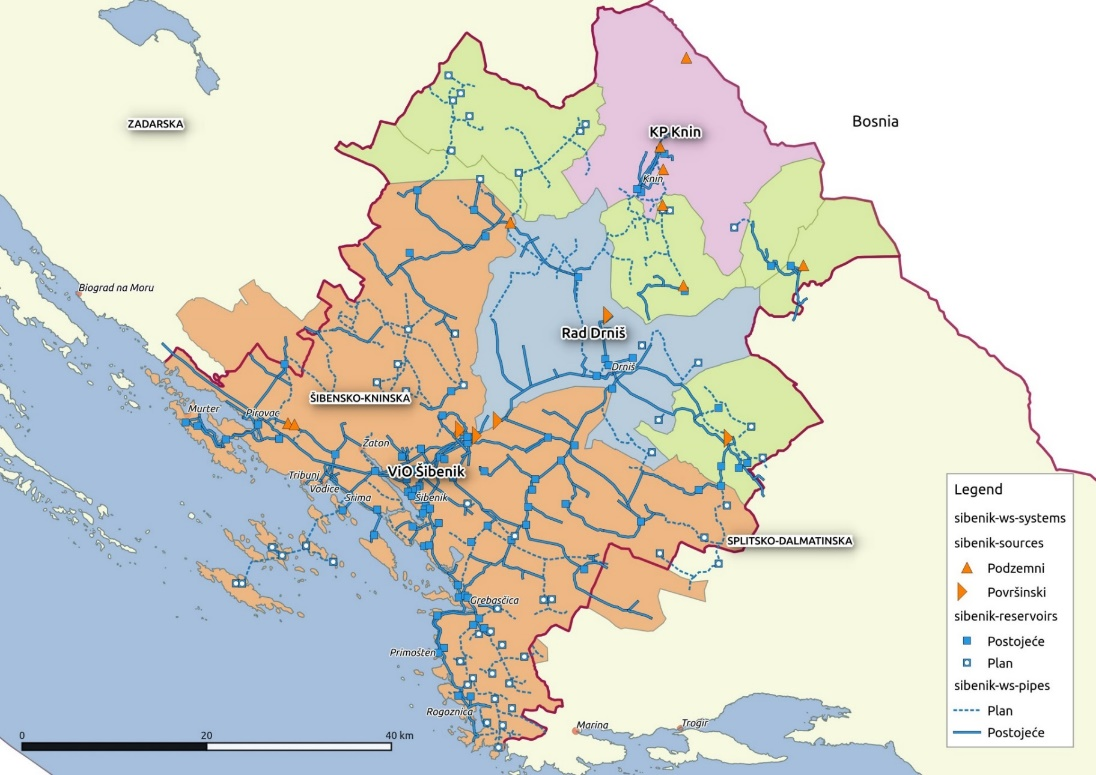 ZADARSKA
KP Knin
Bosnia
Knin
Biograd na Moru
Rad Drniš
Drniš
ŠIBENSKO-KNINSKA
Murter
Pirovac
Žaton
ViO Šibenik
Tribunj
Vodice
Srima
Šibenik
SPLITSKO-DALMATINSKA
Grebaščica
Primošten
Rogoznica
Marina
Trogir
0 20 40 km
Legend
sibenik-ws-systems
sibenik-sources
Podzemni
Površinski
sibenik-reservoirs
Postojeće
Plan
sibenik-ws-pipes
Plan
Postojeće